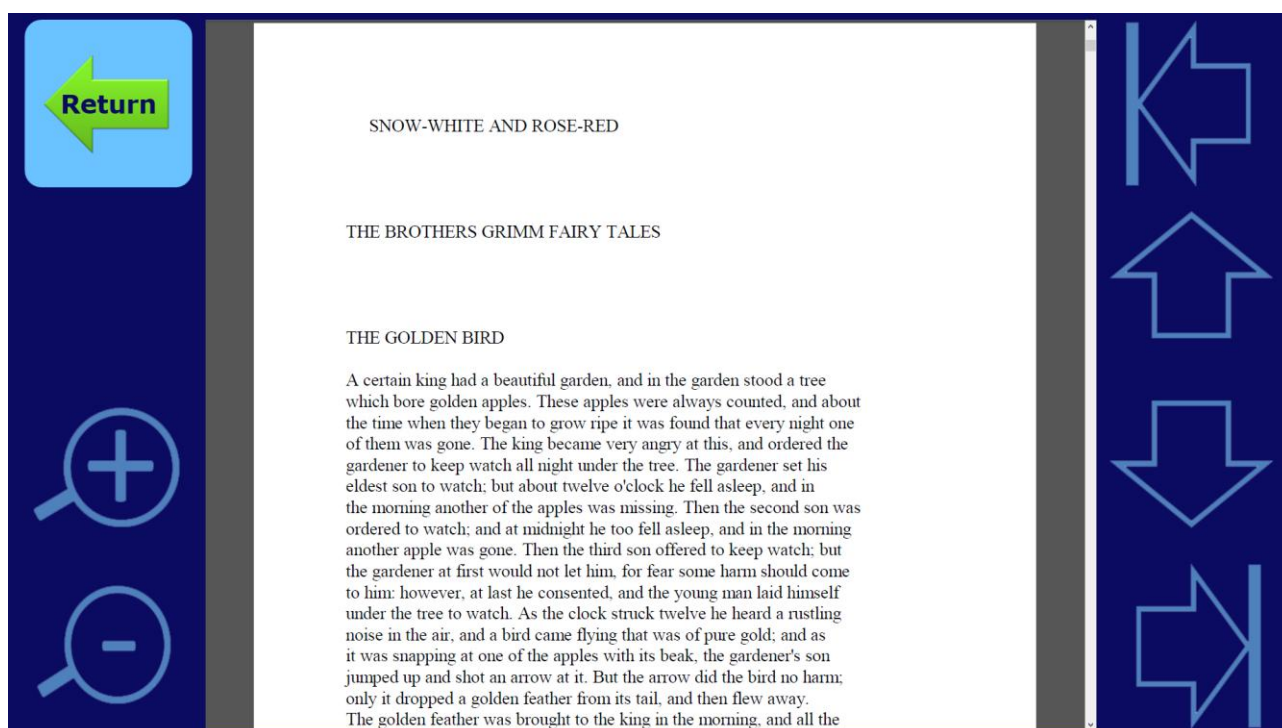 Return
SNOW-WHITE AND ROSE-RED
THE BROTHERS GRIMM FAIRY TALES
THE GOLDEN BIRD
A certain king had a beautiful garden, and in the garden stood a tree
which bore golden apples. These apples were always counted, and about
the time when they began to grow ripe it was found that every night one
of them was gone. The king became very angry at this, and ordered the
gardener to keep watch all night under the tree. The gardener set his
eldest son to watch; but about twelve o'clock he fell asleep, and in
the morning another of the apples was missing. Then the second son was
ordered to watch; and at midnight he too fell asleep, and in the morning
another apple was gone. Then the third son offered to keep watch; but
the gardener at first would not let him, for fear some harm should come
to him: however, at last he consented, and the young man laid himself
under the tree to watch. As the clock struck twelve he heard a rustling
noise in the air, and a bird came flying that was of pure gold; and as
it was snapping at one of the apples with its beak, the gardener's son
jumped up and shot an arrow at it. But the arrow did the bird no harm;
only it dropped a golden feather from its tail, and then flew away.
The golden feather was brought to the king in the morning, and all the